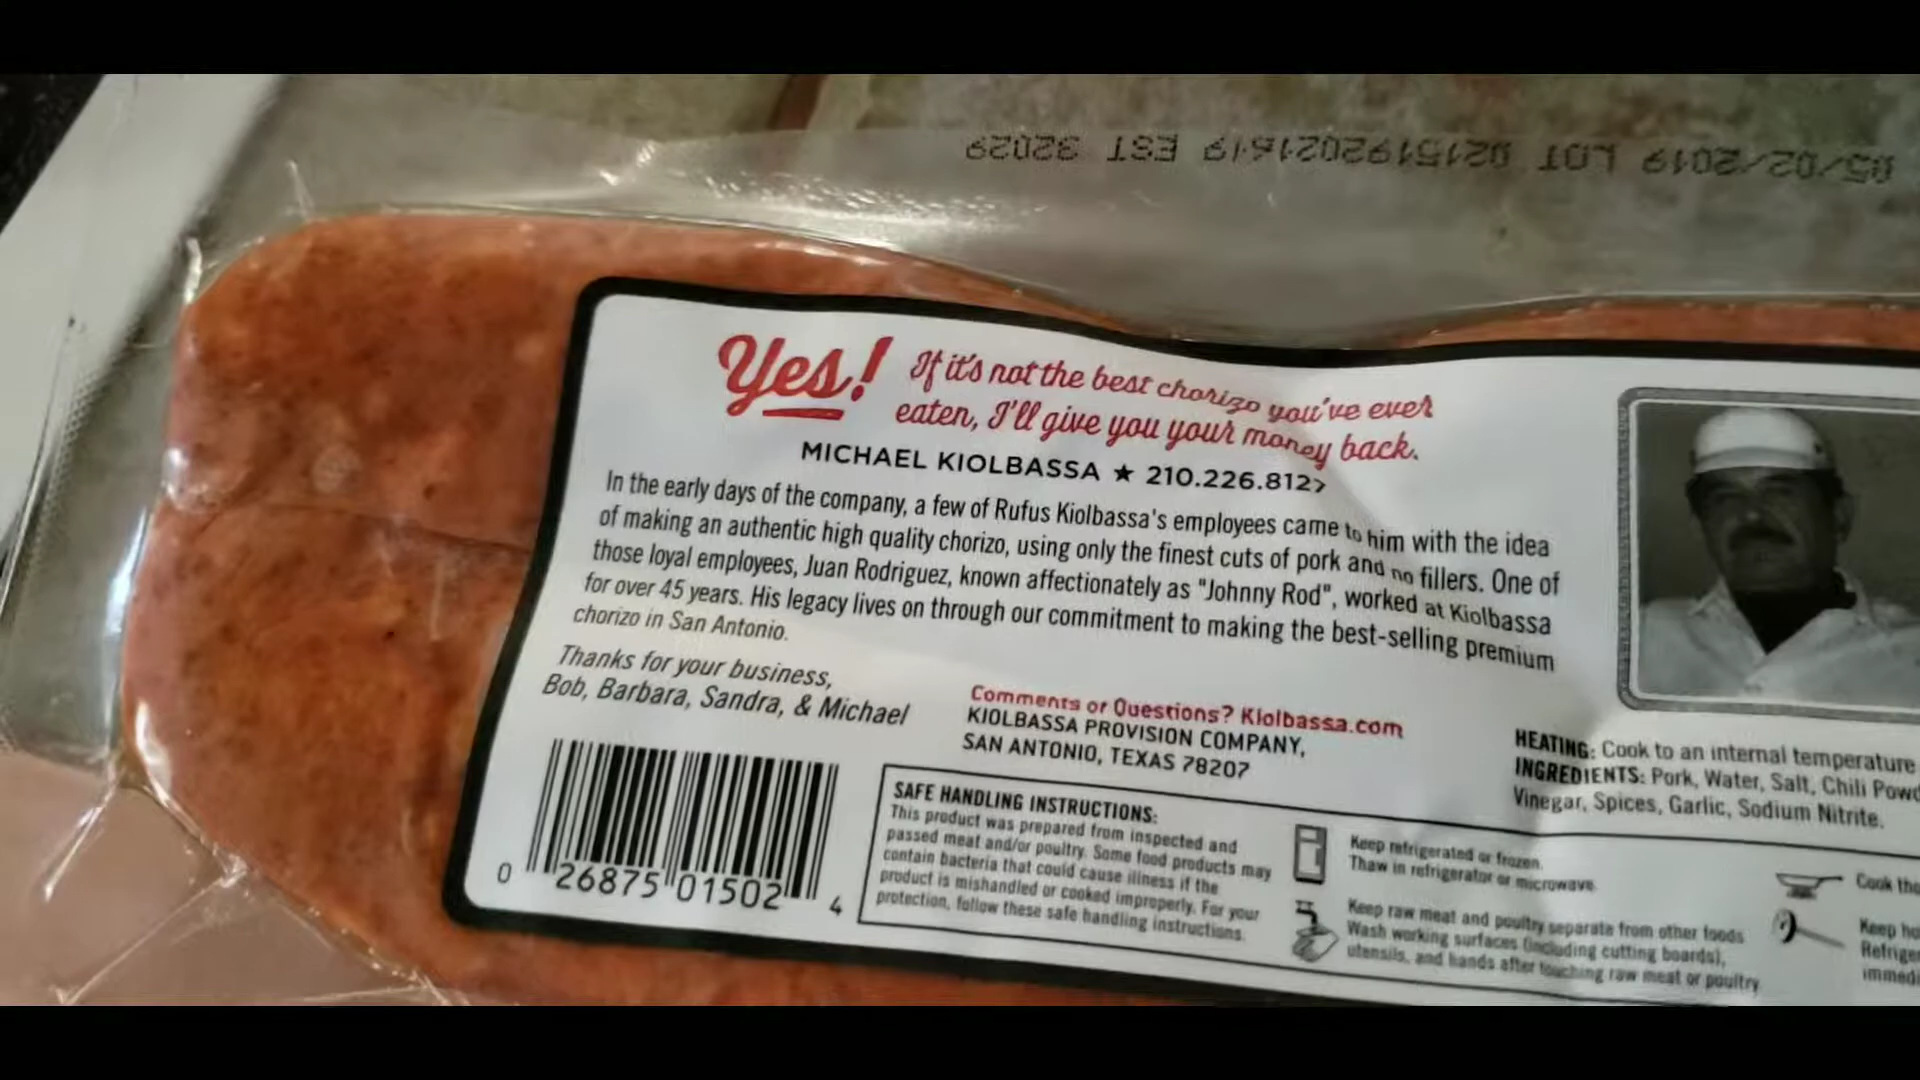 05/02/2019 LOT 021519202161619 EST 32029
Yes! If it's not the best chorizo you've ever
eaten, I'll give you your money back.
MICHAEL KIOLBASSA ★ 210.226.812
In the early days of the company, a few of Rufus Kiolbassa's employees came to him with the idea
of making an authentic high quality chorizo, using only the finest cuts of pork and no fillers. One of
those loyal employees, Juan Rodriguez, known affectionately as "Johnny Rod", worked at Kiolbassa
for over 45 years. His legacy lives on through our commitment to making the best-selling premium
chorizo in San Antonio.
Thanks for your business,
Bob, Barbara, Sandra, & Michael
Comments or Questions? Kiolbassa.com
KIOLBASSA PROVISION COMPANY,
SAN ANTONIO, TEXAS 78207
HEATING: Cook to an internal temperature
INGREDIENTS: Pork, Water, Salt, Chili Powd
Vinegar, Spices, Garlic, Sodium Nitrite.
0 26875 01502 4
SAFE HANDLING INSTRUCTIONS:
This product was prepared from inspected and
passed meat and/or poultry. Some food products may
contain bacteria that could cause illness if the
product is mishandled or cooked improperly. For your
protection, follow these safe handling instructions.
Keep refrigerated or frozen.
Thaw in refrigerator or microwave.
Keep raw meat and poultry separate from other foods
Wash working surfaces (including cutting boards),
utensils, and hands after touching raw meat or poultry
Cook tho
Keep ho
Refriger
immedi